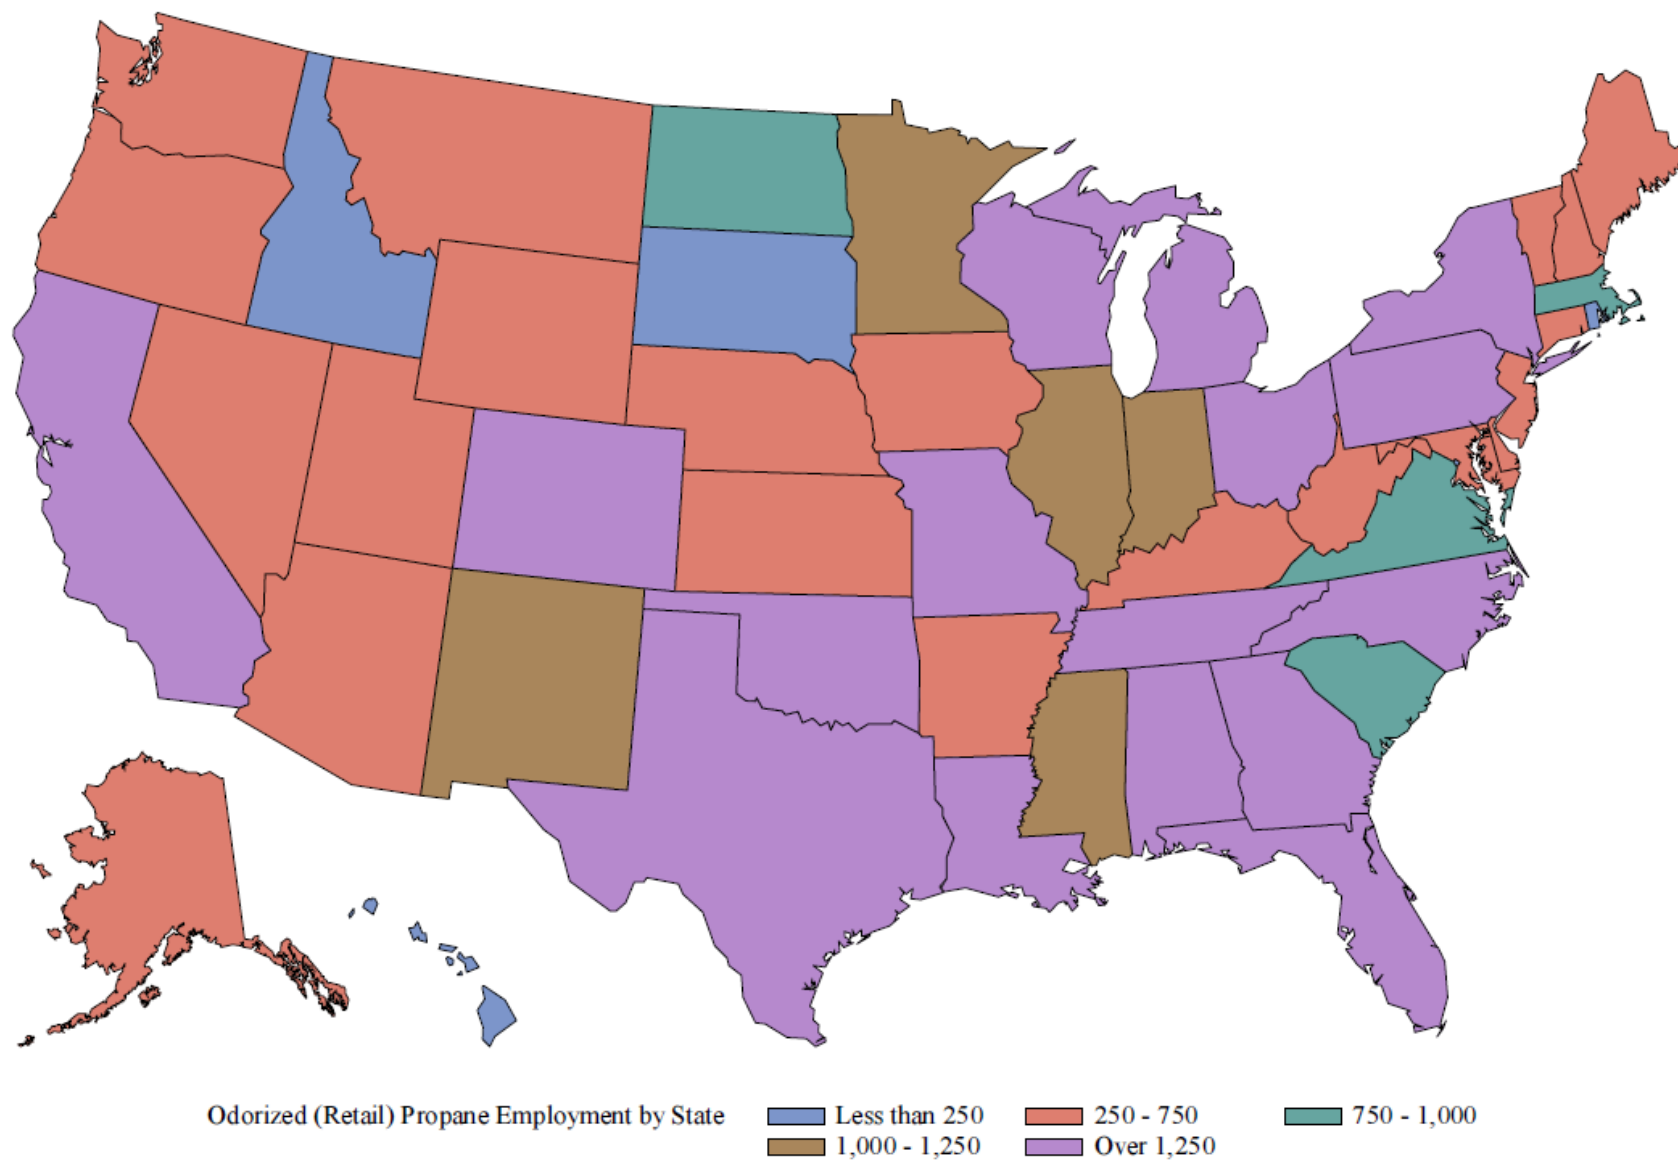 Odorized (Retail) Propane Employment by State Less than 250 250 - 750 750 - 1,000
1,000 - 1,250 Over 1,250